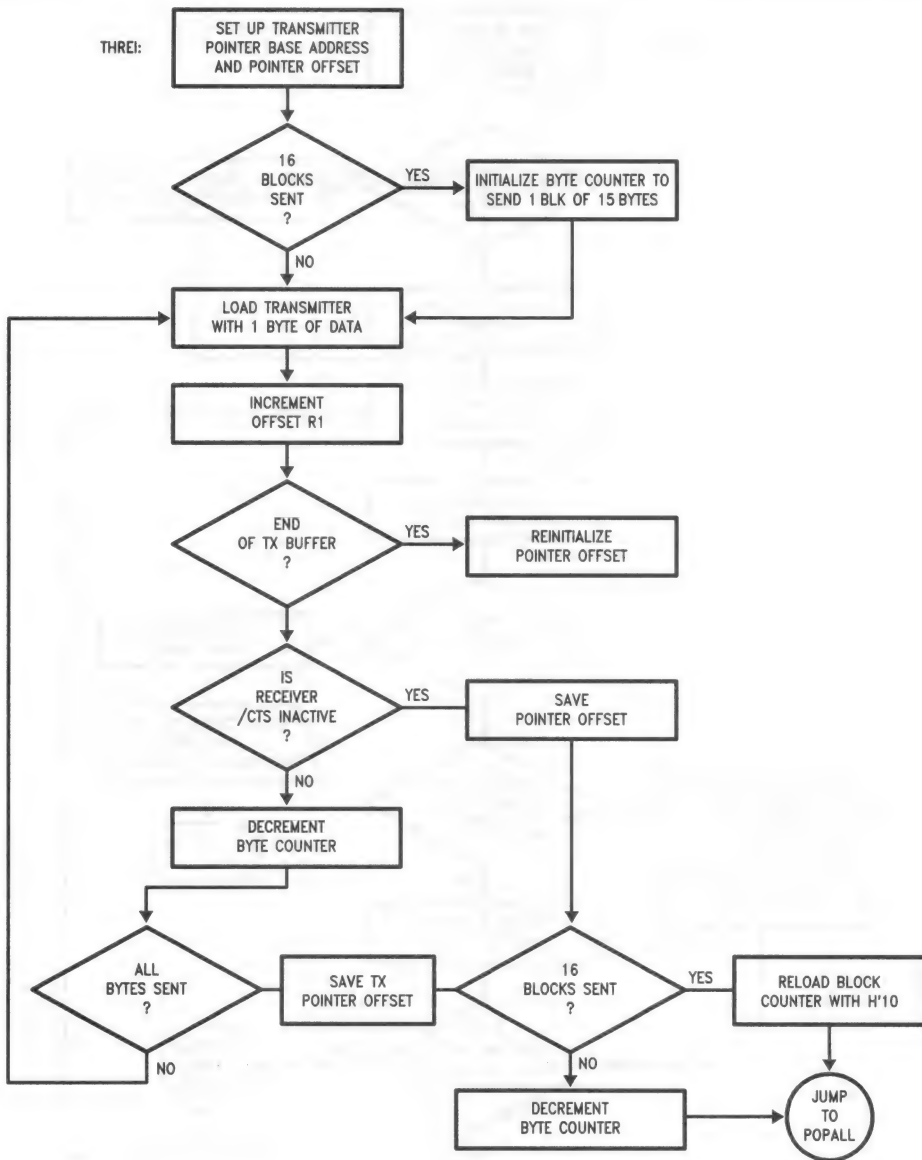 THREI:
SET UP TRANSMITTER
POINTER BASE ADDRESS
AND POINTER OFFSET
16
BLOCKS
SENT
?
YES
INITIALIZE BYTE COUNTER TO
SEND 1 BLK OF 15 BYTES
NO
LOAD TRANSMITTER
WITH 1 BYTE OF DATA
INCREMENT
OFFSET R1
END
OF TX BUFFER
?
YES
REINITIALIZE
POINTER OFFSET
IS
RECEIVER
/CTS INACTIVE
?
YES
SAVE
POINTER OFFSET
NO
DECREMENT
BYTE COUNTER
ALL
BYTES SENT
?
NO
SAVE TX
POINTER OFFSET
16
BLOCKS SENT
?
YES
RELOAD BLOCK
COUNTER WITH H'10
NO
DECREMENT
BYTE COUNTER
JUMP
TO
POPALL